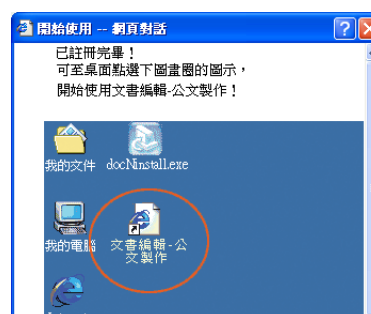 開始使用 -- 網頁對話
已註冊完畢！
可至桌面點選下圖畫圈的圖示，
開始使用文書編輯-公文製作！
我的文件 docNinstall.exe
我的電腦 文書編輯-公
文製作